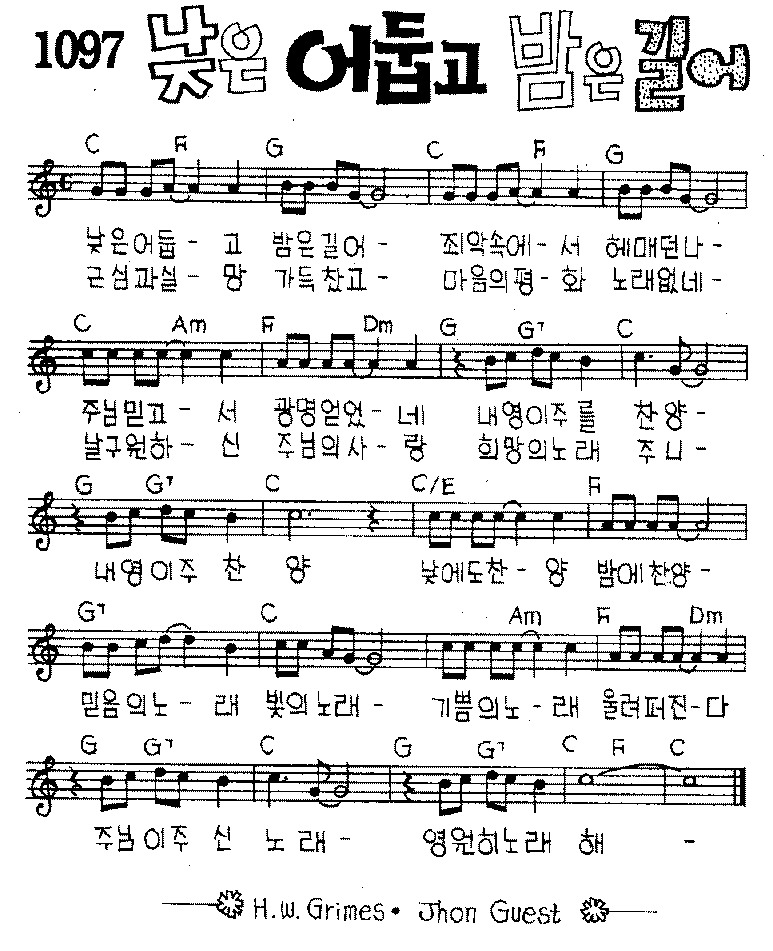 1097 낮은 어둡고 밤은 길어
C F G C F G
낮은어둡- 고 밤은길어- 죄악속에-서 헤매던나-
근심과실- 망 가득찼고- 마음의평-화 노래없네-
C Am F Dm G G7 C
주님믿고- 서 광명얻었-네 내영이주를 찬양-
날구원하- 신 주님의사-랑 희망의노래 주니-
G G7 C C/E F
내영이주 찬 양 낮에도찬-양 밤에찬양-
G7 C Am F Dm
믿음의노- 래 빛의노래- 기쁨의노-래 울려퍼진-다
G G7 C G G7 C F C
주님이주 신 노래- 영원히노래 해 -
H.W. Grimes• Jhon Guest